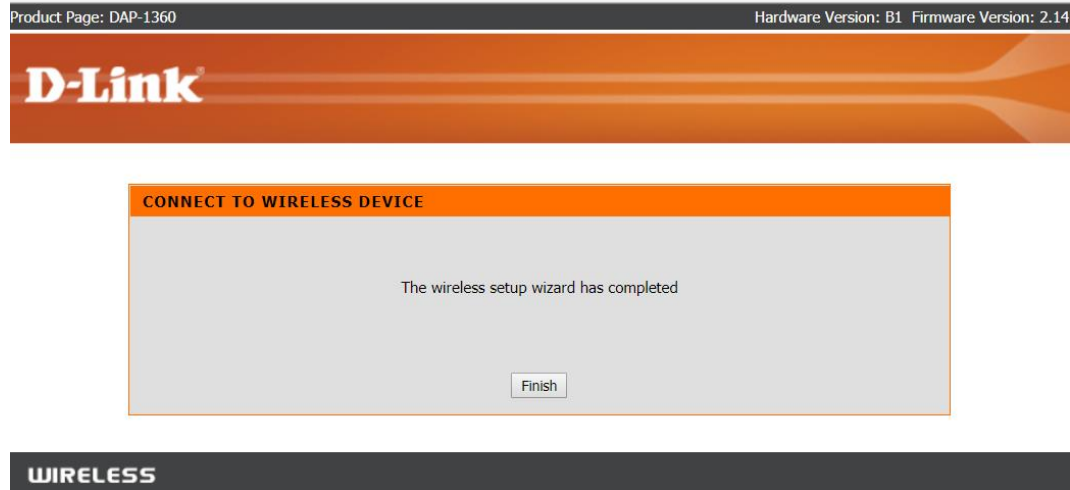 Product Page: DAP-1360 Hardware Version: B1 Firmware Version: 2.14
D-Link
CONNECT TO WIRELESS DEVICE
The wireless setup wizard has completed
Finish
WIRELESS